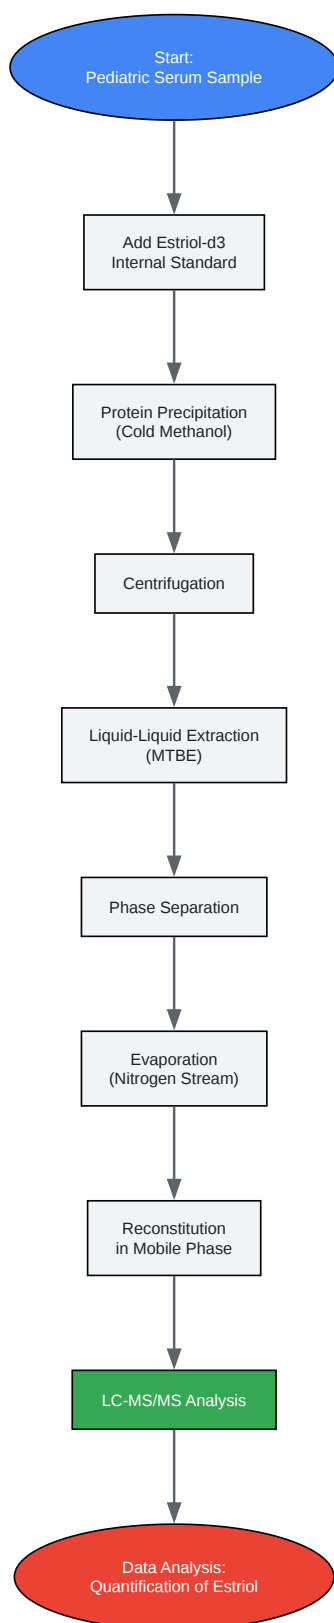 Start:
Pediatric Serum Sample
Add Estriol-d3
Internal Standard
Protein Precipitation
(Cold Methanol)
Centrifugation
Liquid-Liquid Extraction
(MTBE)
Phase Separation
Evaporation
(Nitrogen Stream)
Reconstitution
in Mobile Phase
LC-MS/MS Analysis
Data Analysis:
Quantification of Estriol